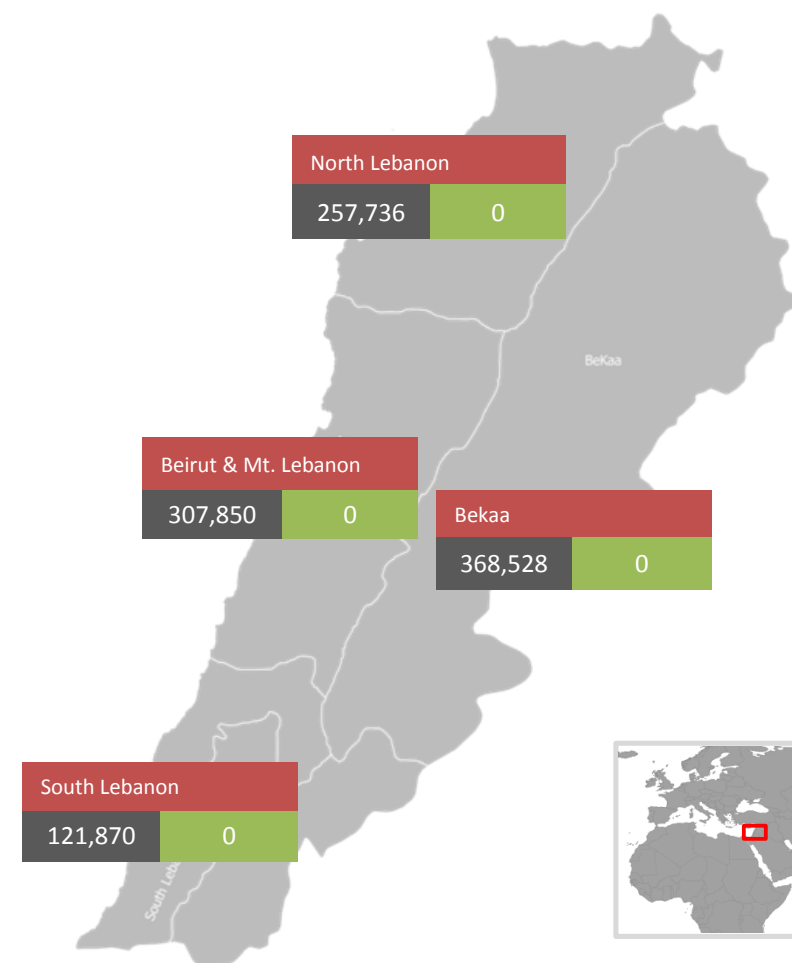 North Lebanon
257,736 0
BeKaa
Beirut & Mt. Lebanon
307,850 0
Bekaa
368,528 0
South Lebanon
121,870 0
South